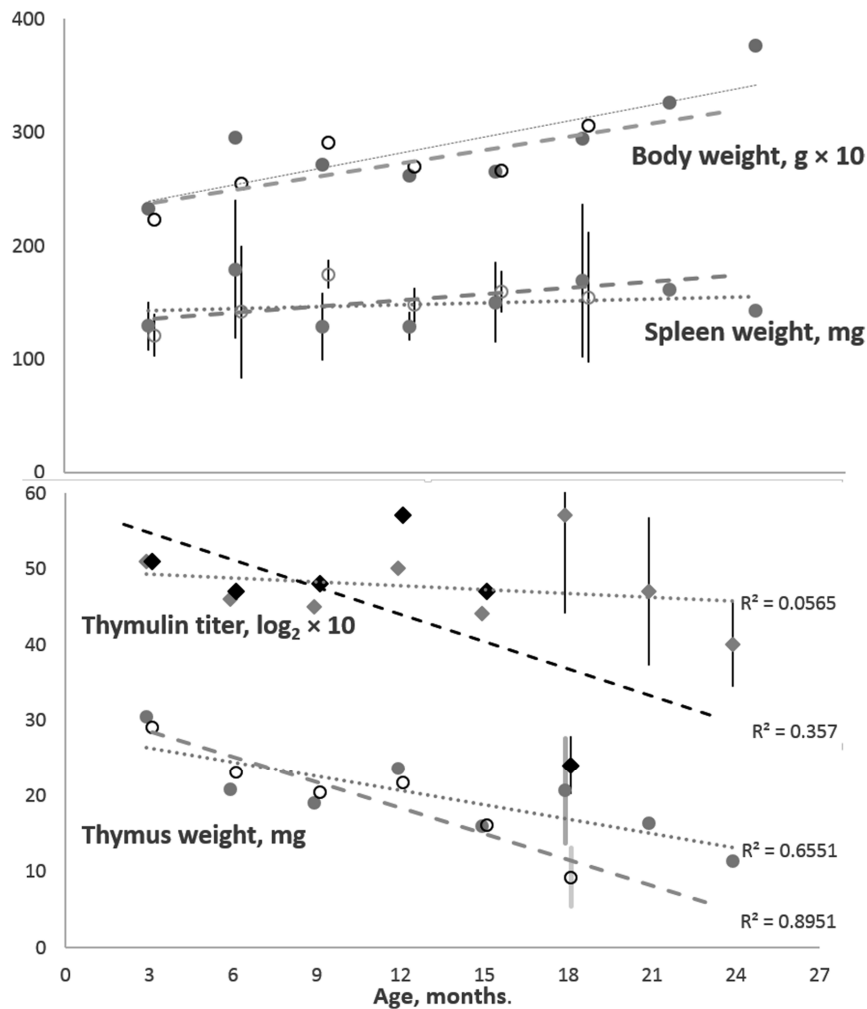 400
300
Body weight, g × 10
200
Spleen weight, mg
100
0
60
50
R² = 0.0565
Thymulin titer, log₂ × 10
40
30
R² = 0.357
20
Thymus weight, mg
R² = 0.6551
10
R² = 0.8951
0
0 3 6 9 12 15 18 21 24 27
Age, months.